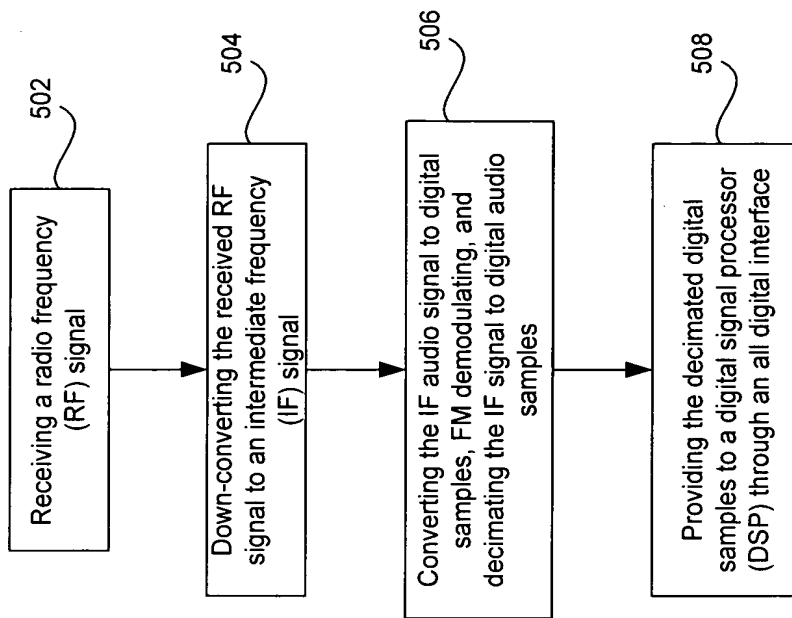 Receiving a radio frequency
(RF) signal
502
Down-converting the received RF
signal to an intermediate frequency
(IF) signal
504
Converting the IF audio signal to digital
samples, FM demodulating, and
decimating the IF signal to digital audio
samples
506
Providing the decimated digital
samples to a digital signal processor
(DSP) through an all digital interface
508